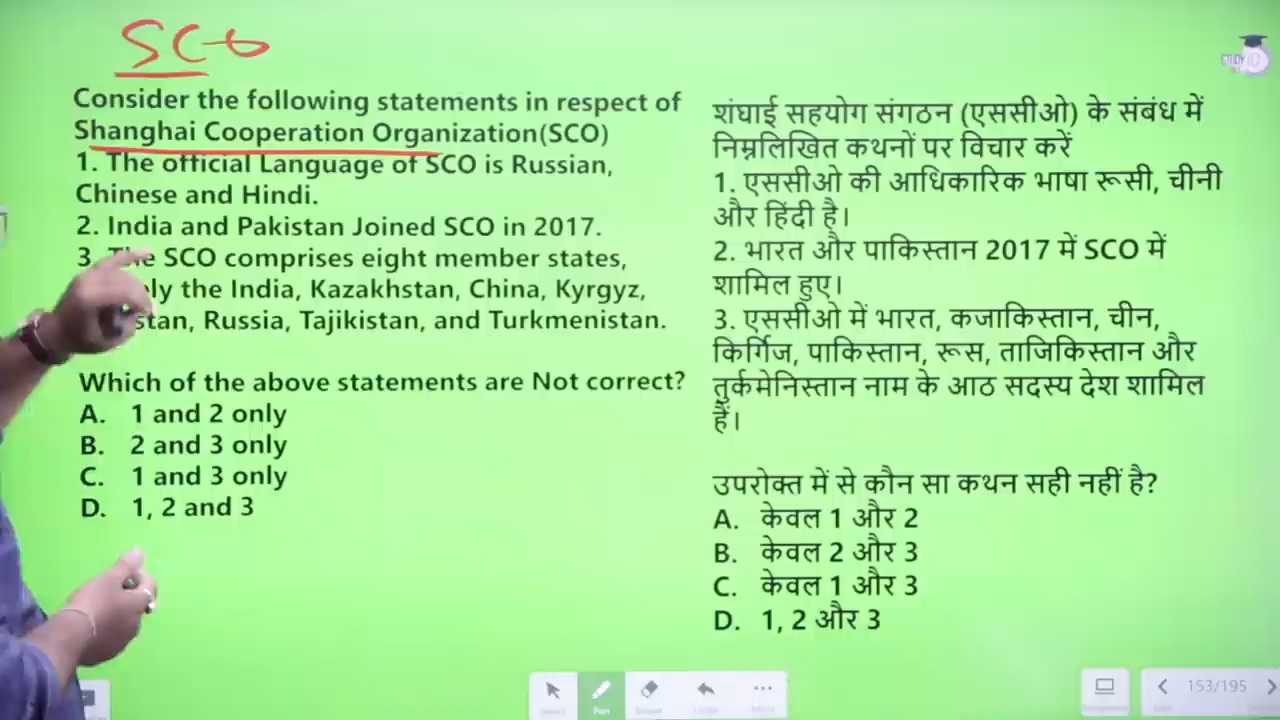 SCO
Consider the following statements in respect of
Shanghai Cooperation Organization(SCO)
1. The official Language of SCO is Russian,
Chinese and Hindi.
2. India and Pakistan Joined SCO in 2017.
3. The SCO comprises eight member states,
the India, Kazakhstan, China, Kyrgyz,
Russia, Tajikistan, and Turkmenistan.
Which of the above statements are Not correct?
A. 1 and 2 only
B. 2 and 3 only
C. 1 and 3 only
D. 1, 2 and 3
शंघाई सहयोग संगठन (एससीओ) के संबंध में
निम्नलिखित कथनों पर विचार करें
1. एससीओ की आधिकारिक भाषा रूसी, चीनी
और हिंदी है।
2. भारत और पाकिस्तान 2017 में SCO में
शामिल हुए।
3. एससीओ में भारत, कजाकिस्तान, चीन,
किर्गिज, पाकिस्तान, रूस, ताजिकिस्तान और
तुर्कमेनिस्तान नाम के आठ सदस्य देश शामिल
हैं।
उपरोक्त में से कौन सा कथन सही नहीं है?
A. केवल 1 और 2
B. केवल 2 और 3
C. केवल 1 और 3
D. 1, 2 और 3
153/195